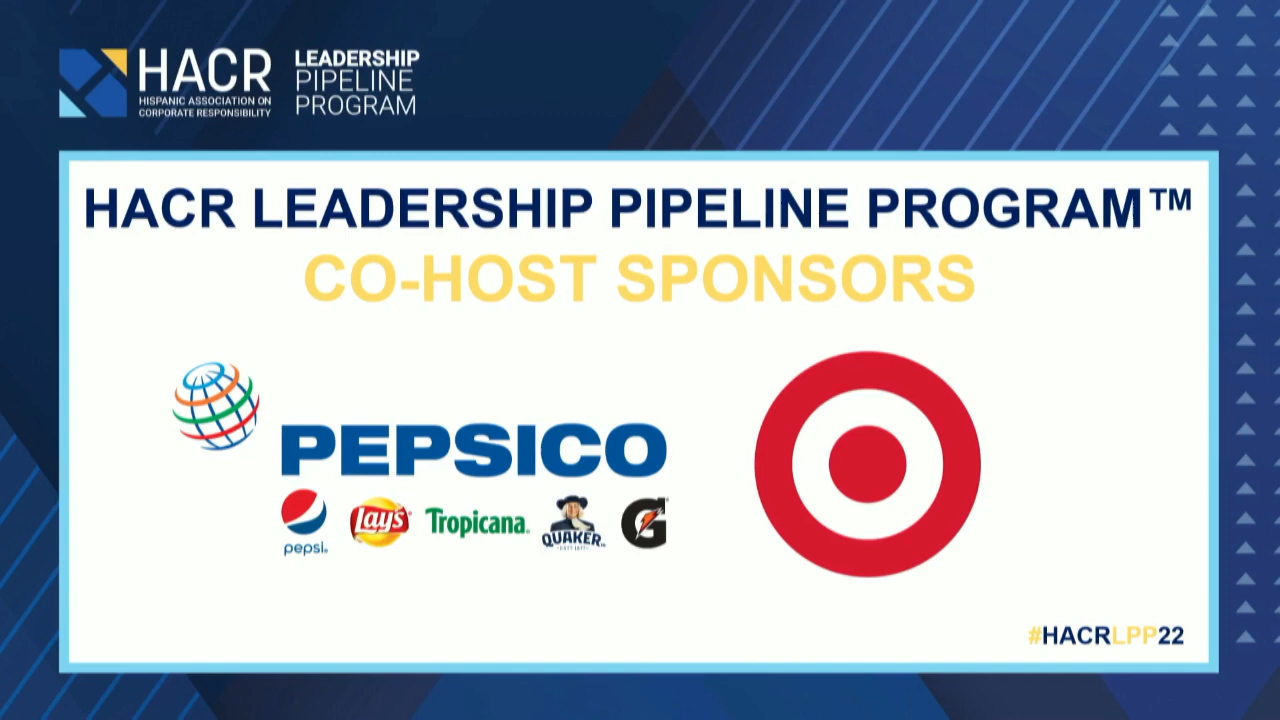 HACR
HISPANIC ASSOCIATION ON
CORPORATE RESPONSIBILITY
LEADERSHIP
PIPELINE
PROGRAM
HACR LEADERSHIP PIPELINE PROGRAM™
CO-HOST SPONSORS
PEPSICO
pepsi.
Lay's
Tropicana.
QUAKER
G
#HACRLPP22